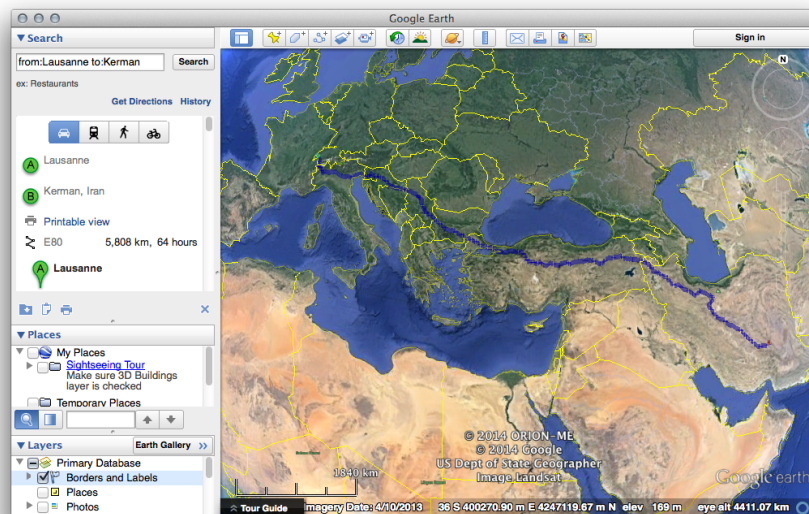 Google Earth
Search
from:Lausanne to:Kerman
Search
ex: Restaurants
Get Directions History
A Lausanne
B Kerman, Iran
Printable view
E80 5,808 km, 64 hours
A Lausanne
Places
My Places
Sightseeing Tour
Make sure 3D Buildings
layer is checked
Temporary Places
Layers
Earth Gallery >>
Primary Database
Borders and Labels
Places
Photos
Sign in
N
© 2014 ORION-ME
© 2014 Google
US Dept of State Geographer
Image Landsat
Google earth
1840 km
Tour Guide
Imagery Date: 4/10/2013 36 S 400270.90 m E 4247119.67 m N elev 169 m eye alt 4411.07 km